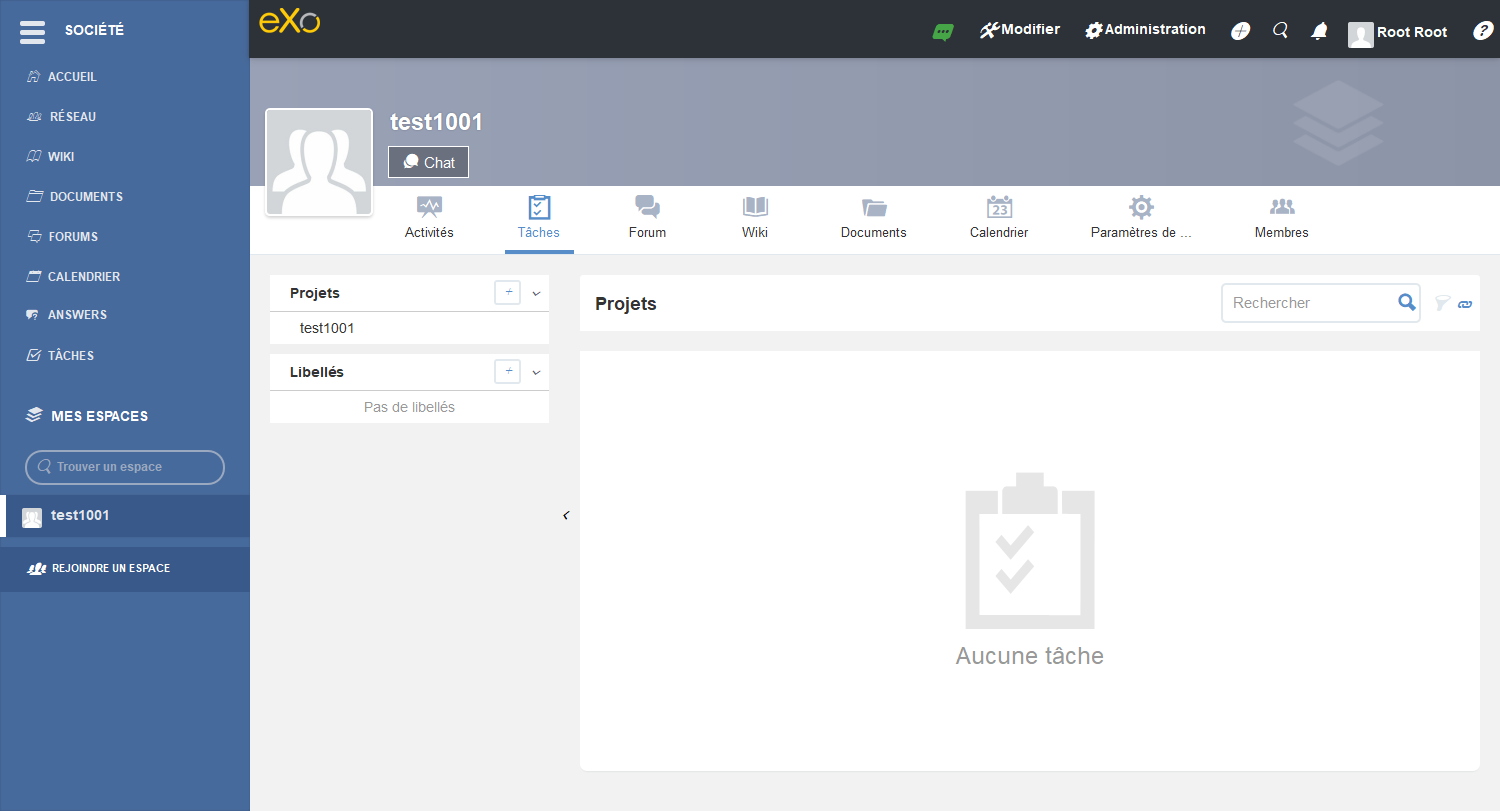 SOCIÉTÉ
ACCUEIL
RÉSEAU
WIKI
DOCUMENTS
FORUMS
CALENDRIER
ANSWERS
TÂCHES
MES ESPACES
Trouver un espace
test1001
REJOINDRE UN ESPACE
eXo
Modifier
Administration
Root Root
?
test1001
Chat
Activités
Tâches
Forum
Wiki
Documents
23
Calendrier
Paramètres de ...
Membres
Projets +
test1001
Libellés +
Pas de libellés
Projets
Rechercher
Aucune tâche